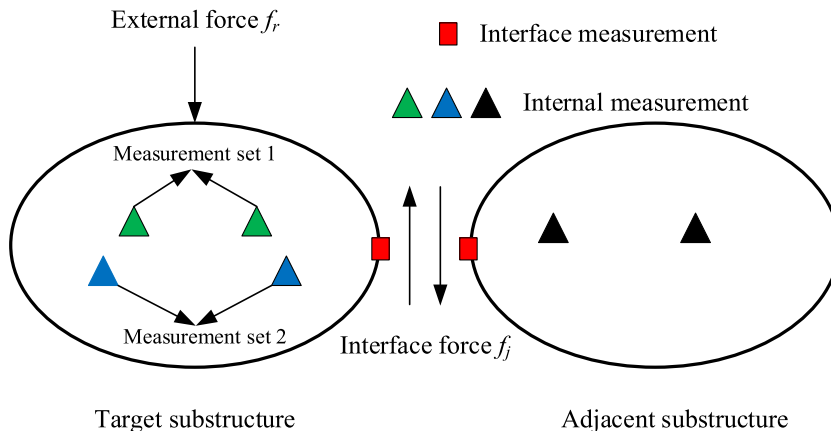 External force fr
Interface measurement
Internal measurement
Measurement set 1
Measurement set 2
Interface force fj
Target substructure
Adjacent substructure